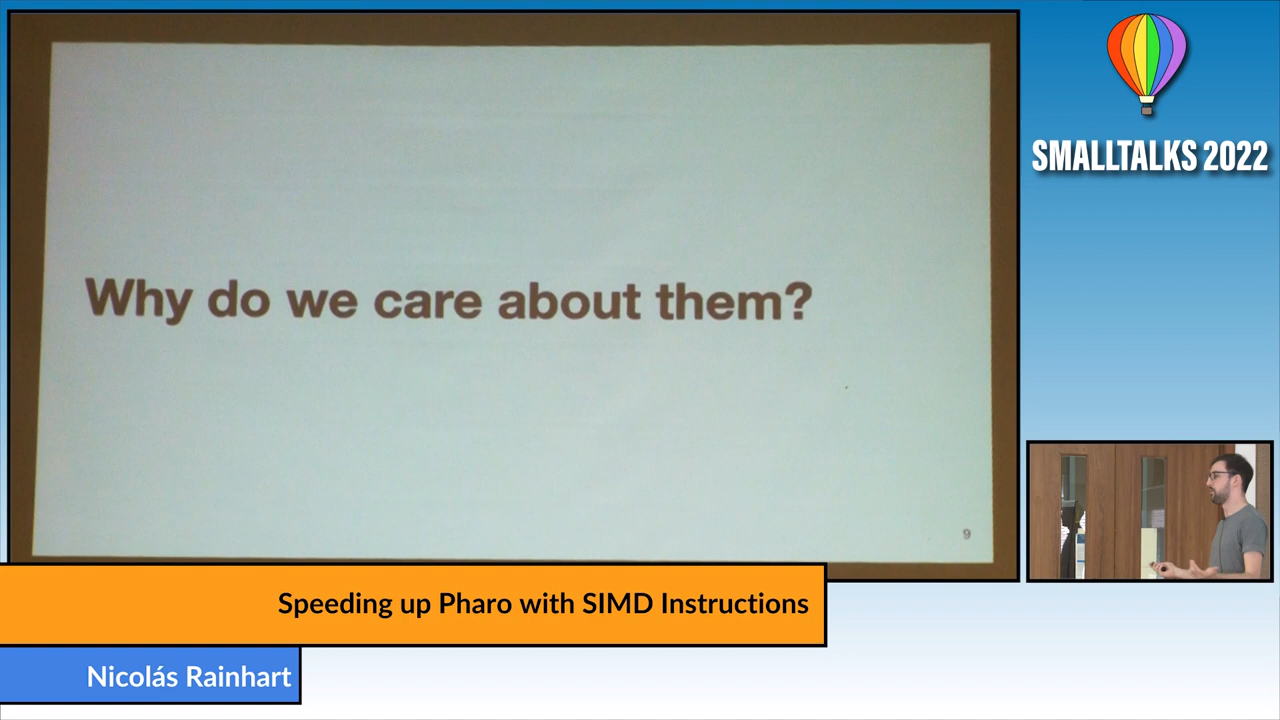 Why do we care about them?
9
SMALLTALKS 2022
Speeding up Pharo with SIMD Instructions
Nicolás Rainhart